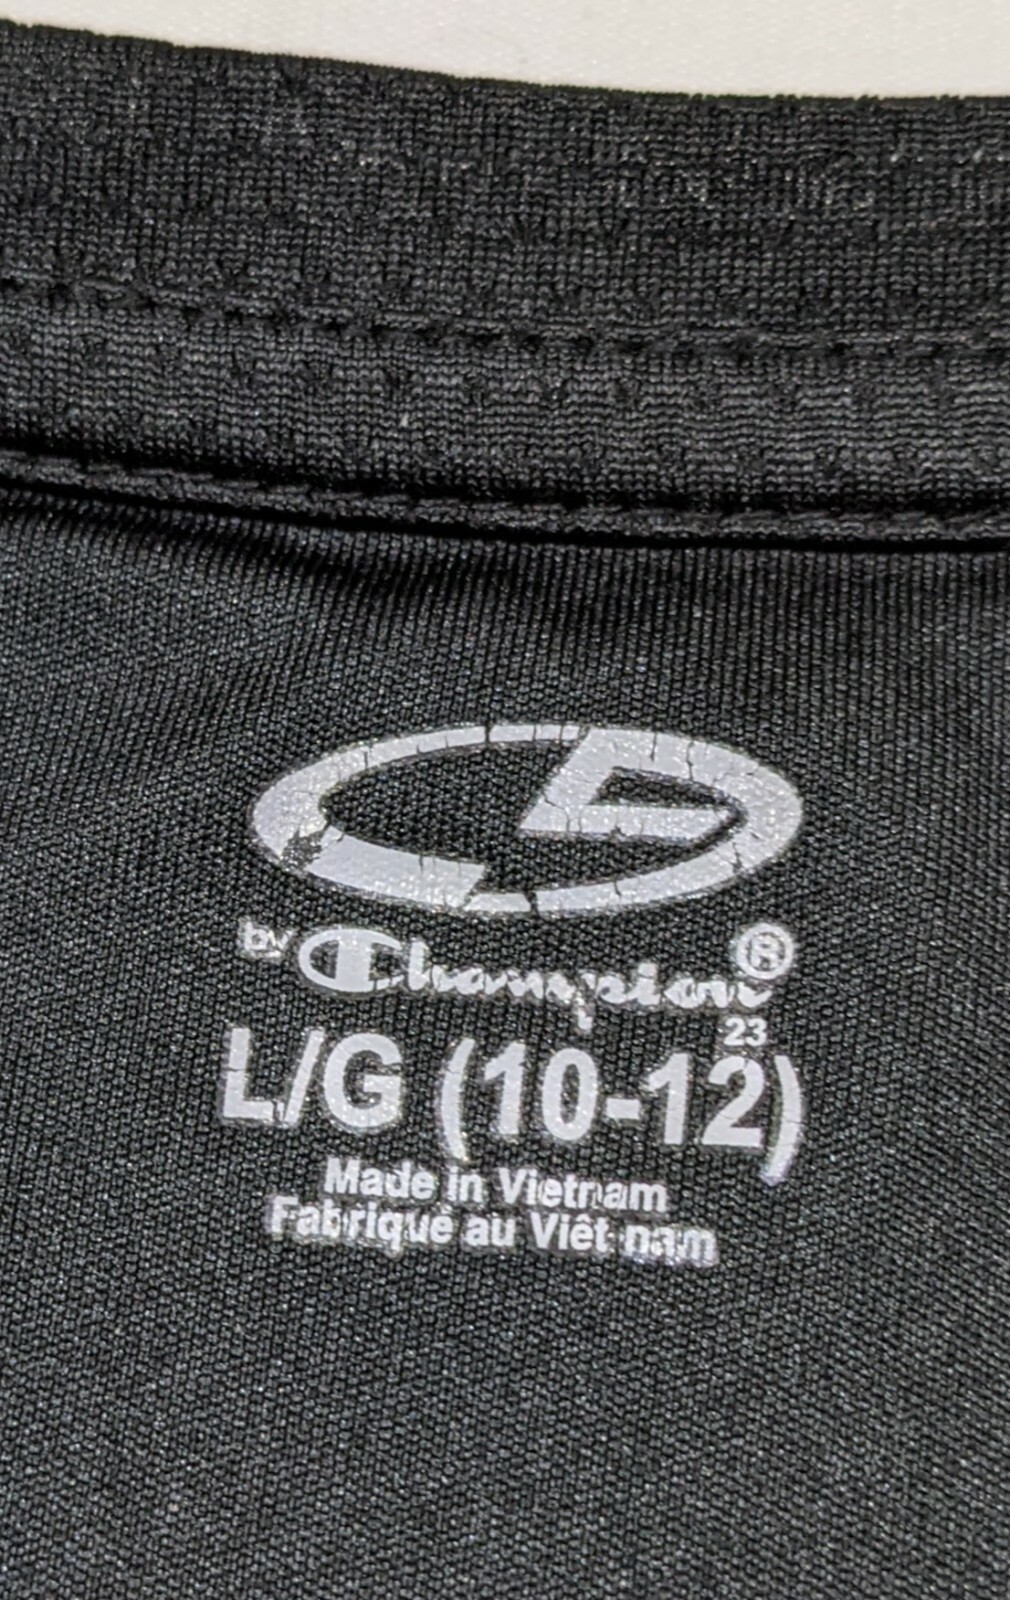 by Champion®
23
L/G (10-12)
Made in Vietnam
Fabriqué au Viêt-nam